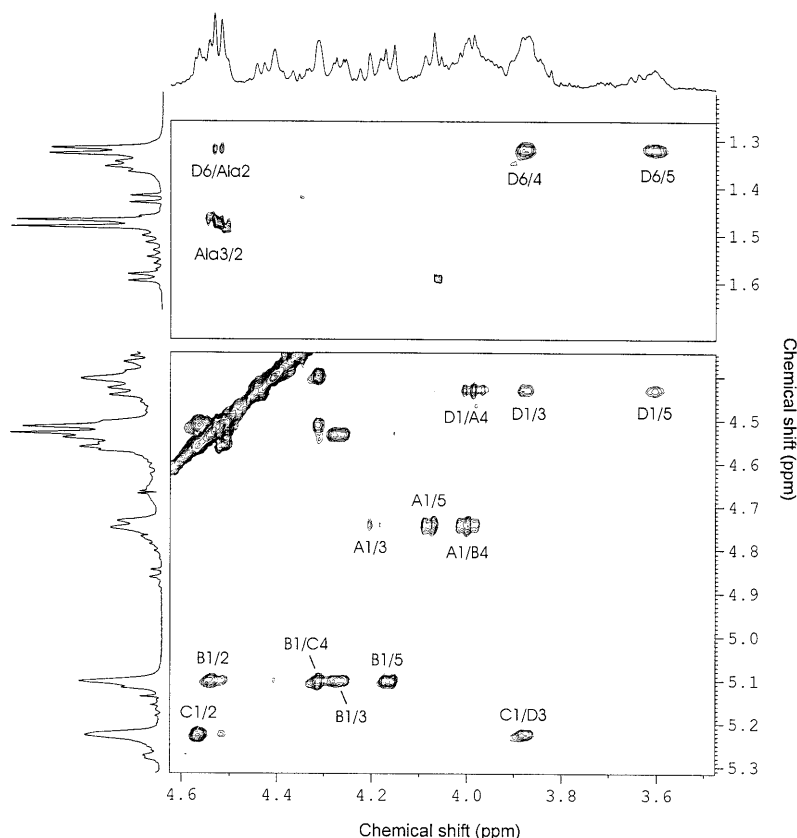 1.3
D6/Ala2
D6/4
D6/5
1.4
Ala3/2
1.5
1.6
Chemical shift (ppm)
4.5
D1/A4
D1/3
D1/5
4.6
A1/5
4.7
A1/3
A1/B4
4.8
4.9
5.0
B1/2
B1/C4
B1/5
5.1
B1/3
C1/2
C1/D3
5.2
5.3
4.6
4.4
4.2
4.0
3.8
3.6
Chemical shift (ppm)